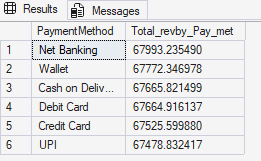 Results Messages
PaymentMethod Total_revby_Pay_met
1 Net Banking 67993.235490
2 Wallet 67772.346978
3 Cash on Deliv... 67665.821499
4 Debit Card 67664.916137
5 Credit Card 67525.599880
6 UPI 67478.832417